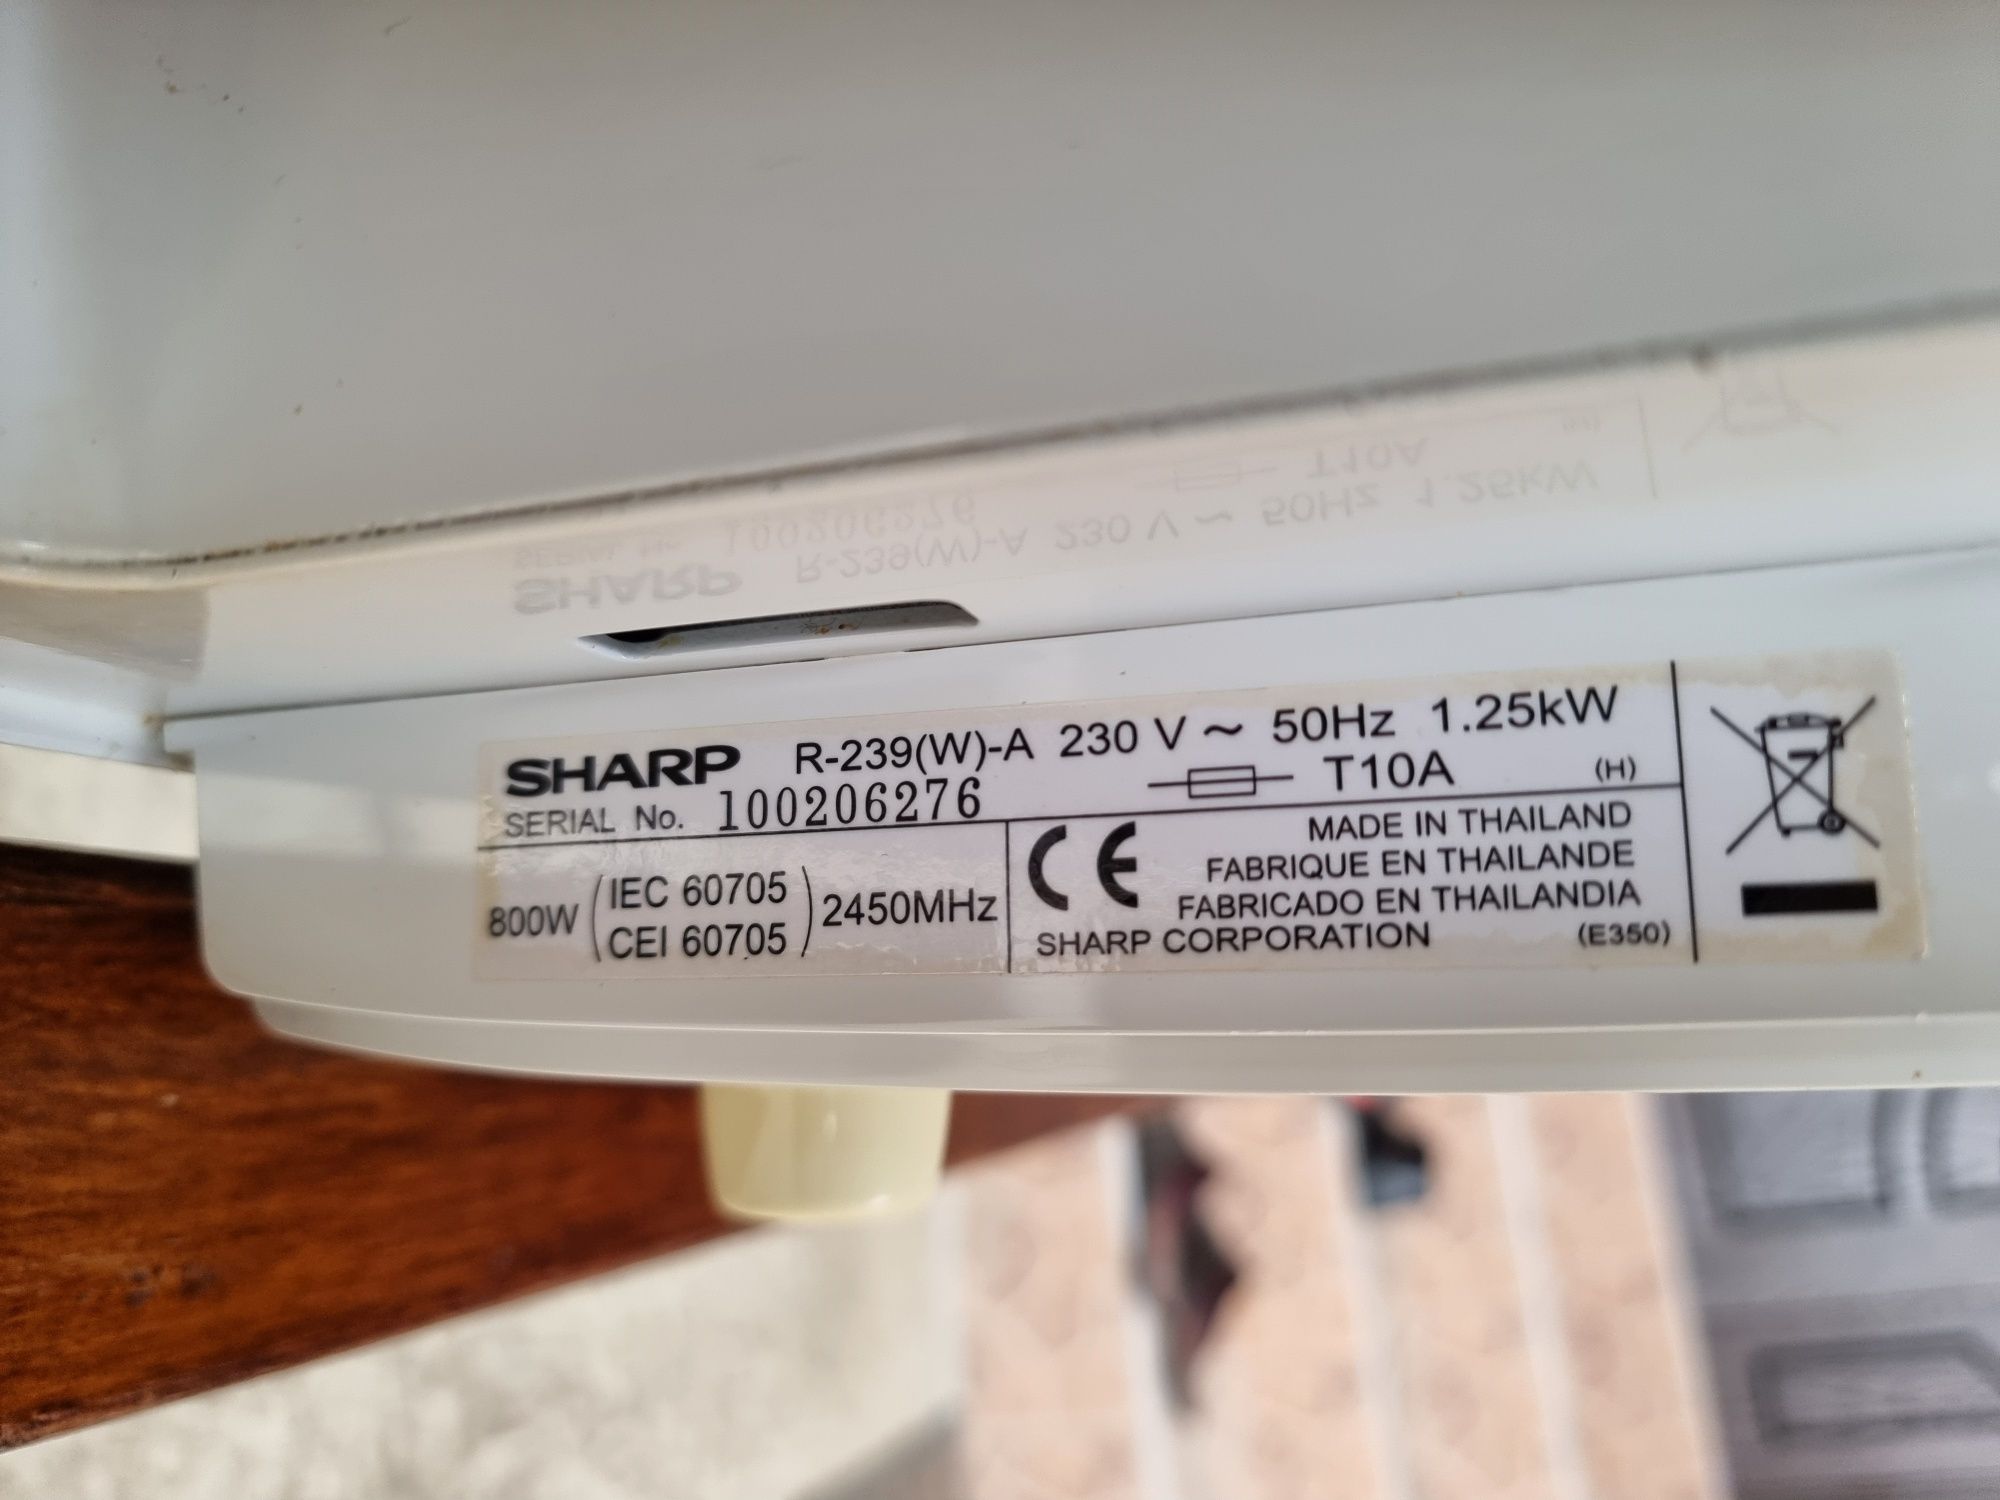 SHARP R-239(W)-A 230 V ~ 50Hz 1.25kW
SERIAL No. 100206276 T10A (H)
800W (IEC 60705 CEI 60705) 2450MHz
CE
MADE IN THAILAND
FABRIQUE EN THAILANDE
FABRICADO EN THAILANDIA
SHARP CORPORATION (E350)